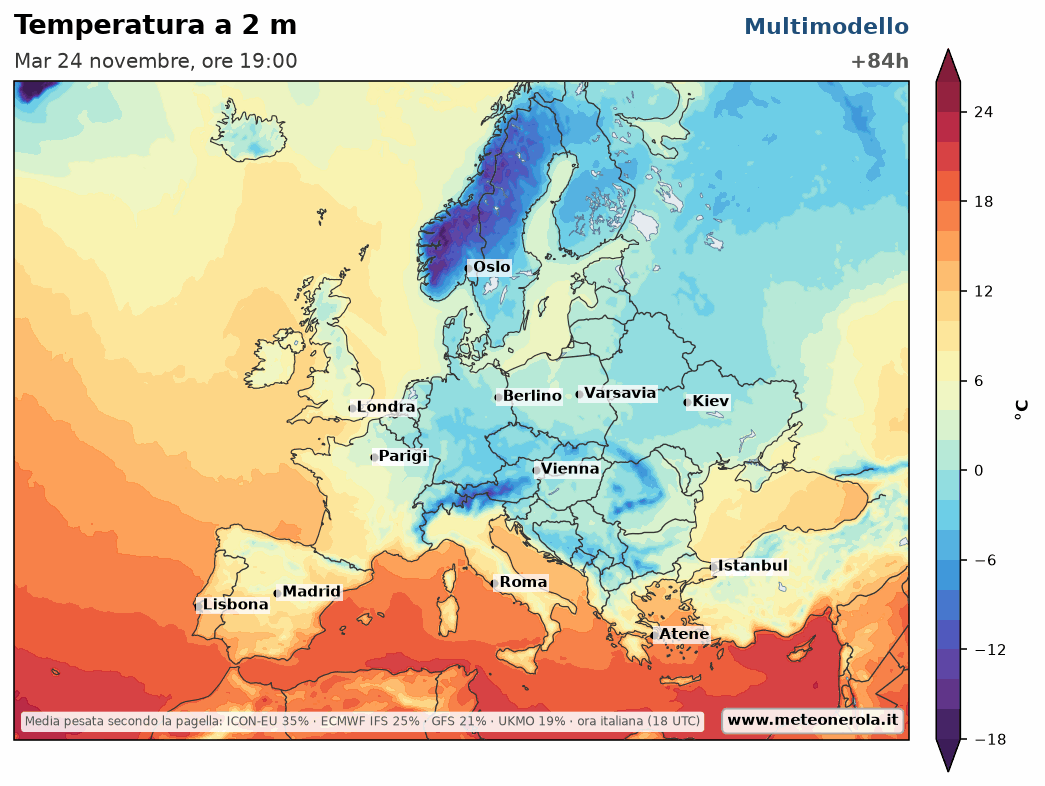 Temperatura a 2 m
Multimodello
Mar 24 novembre, ore 19:00
+84h
24
18
12
6
0
−6
−12
−18
°C
Oslo
Berlino
Varsavia
Kiev
Londra
Parigi
Vienna
Istanbul
Roma
Madrid
Lisbona
Atene
Media pesata secondo la pagella: ICON-EU 35% · ECMWF IFS 25% · GFS 21% · UKMO 19% · ora italiana (18 UTC)
www.meteonerola.it